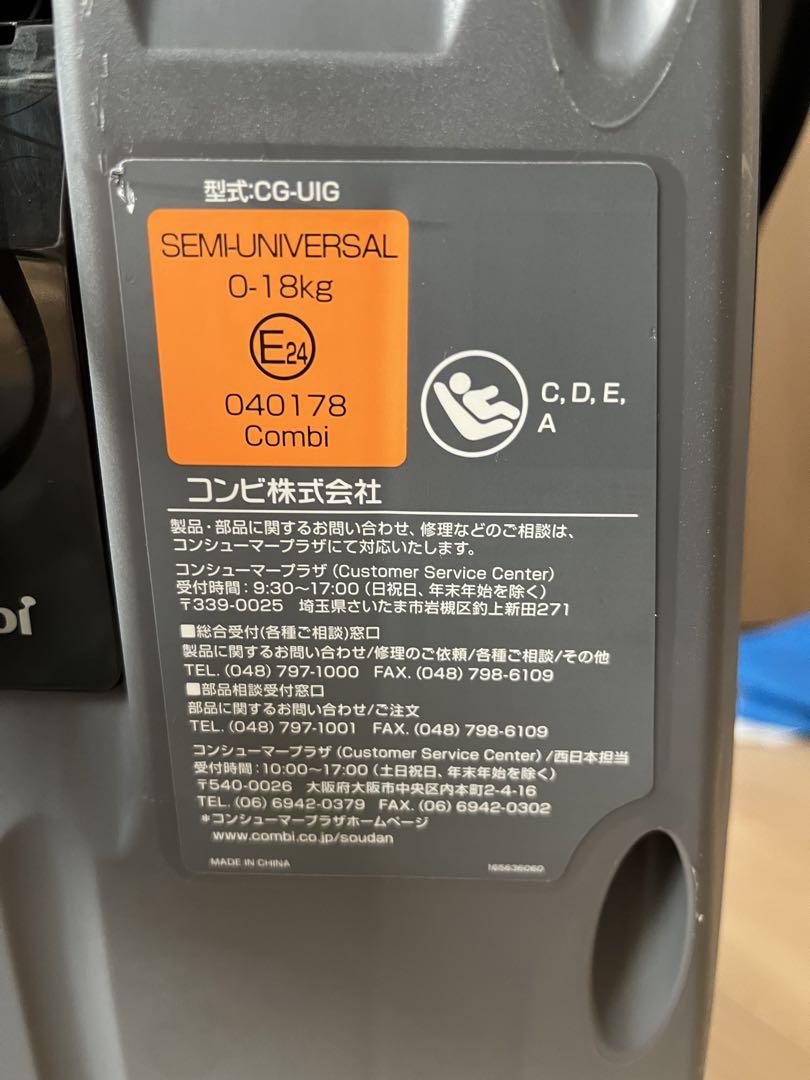 型式:CG-UIG
SEMI-UNIVERSAL
0-18kg
E24
040178
Combi
C, D, E,
A
コンビ株式会社
製品・部品に関するお問い合わせ、修理などのご相談は、
コンシューマープラザにて対応いたします。
コンシューマープラザ (Customer Service Center)
受付時間：9:30〜17:00 (日祝日、年末年始を除く)
〒339-0025 埼玉県さいたま市岩槻区釣上新田271
■総合受付(各種ご相談)窓口
製品に関するお問い合わせ/修理のご依頼/各種ご相談/その他
TEL. (048) 797-1000 FAX. (048) 798-6109
■部品相談受付窓口
部品に関するお問い合わせ/ご注文
TEL. (048) 797-1001 FAX. (048) 798-6109
コンシューマープラザ (Customer Service Center) /西日本担当
受付時間：10:00〜17:00 (土日祝日、年末年始を除く)
〒540-0026 大阪府大阪市中央区内本町2-4-16
TEL. (06) 6942-0379 FAX. (06) 6942-0302
＊コンシューマープラザホームページ
www.combi.co.jp/soudan
MADE IN CHINA
165636060